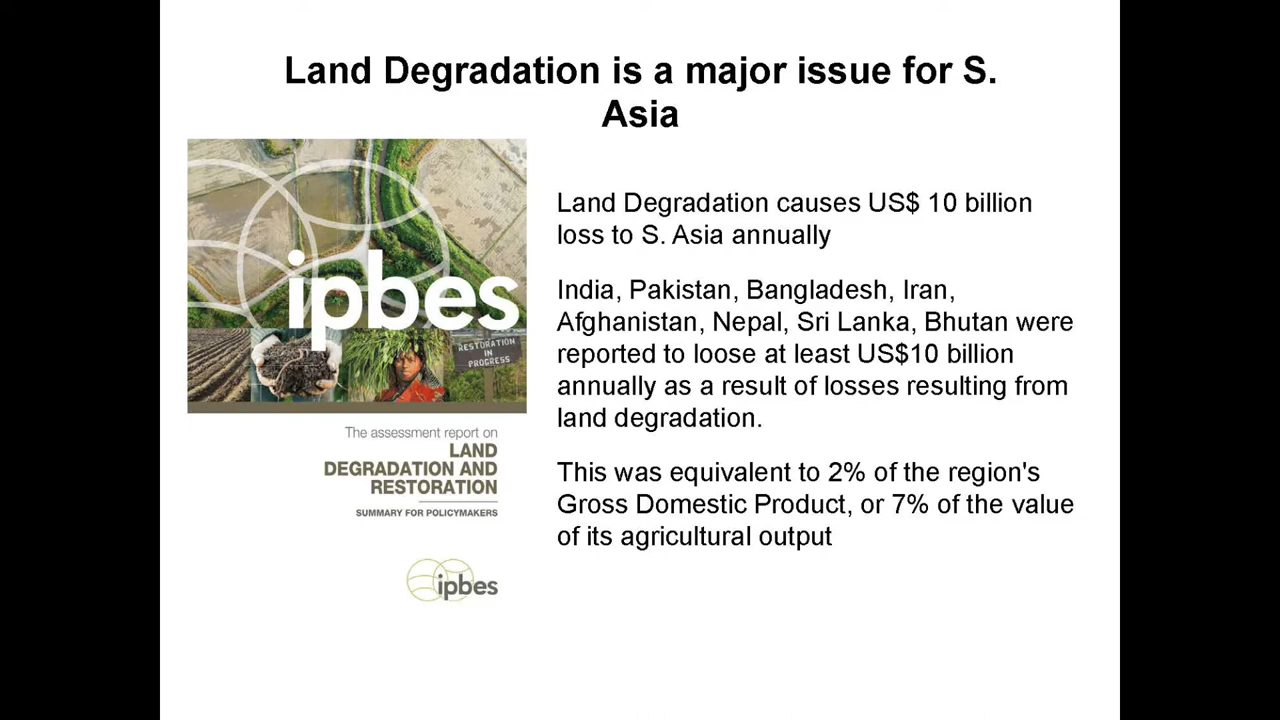 Land Degradation is a major issue for S.
Asia
ipbes
RESTORATION
IN
PROGRESS
The assessment report on
LAND
DEGRADATION AND
RESTORATION
SUMMARY FOR POLICYMAKERS
ipbes
Land Degradation causes US$ 10 billion
loss to S. Asia annually
India, Pakistan, Bangladesh, Iran,
Afghanistan, Nepal, Sri Lanka, Bhutan were
reported to loose at least US$10 billion
annually as a result of losses resulting from
land degradation.
This was equivalent to 2% of the region's
Gross Domestic Product, or 7% of the value
of its agricultural output